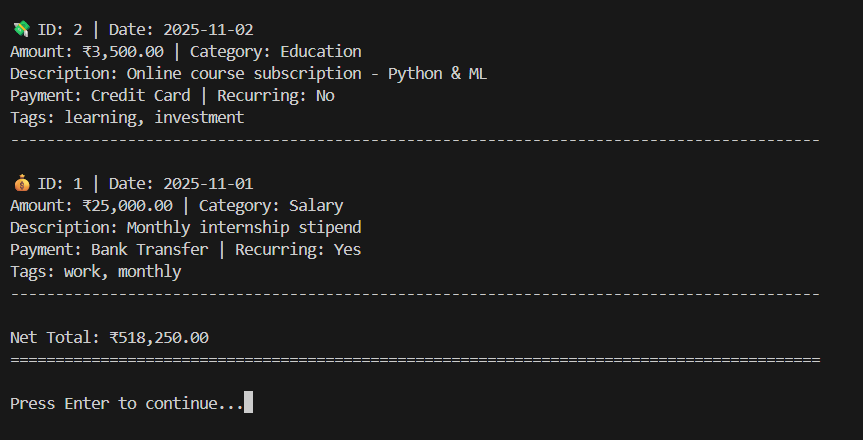 💸 ID: 2 | Date: 2025-11-02
Amount: ₹3,500.00 | Category: Education
Description: Online course subscription - Python & ML
Payment: Credit Card | Recurring: No
Tags: learning, investment
------------------------------------------------------------------------------------------
💰 ID: 1 | Date: 2025-11-01
Amount: ₹25,000.00 | Category: Salary
Description: Monthly internship stipend
Payment: Bank Transfer | Recurring: Yes
Tags: work, monthly
------------------------------------------------------------------------------------------
Net Total: ₹518,250.00
==========================================================================================
Press Enter to continue...